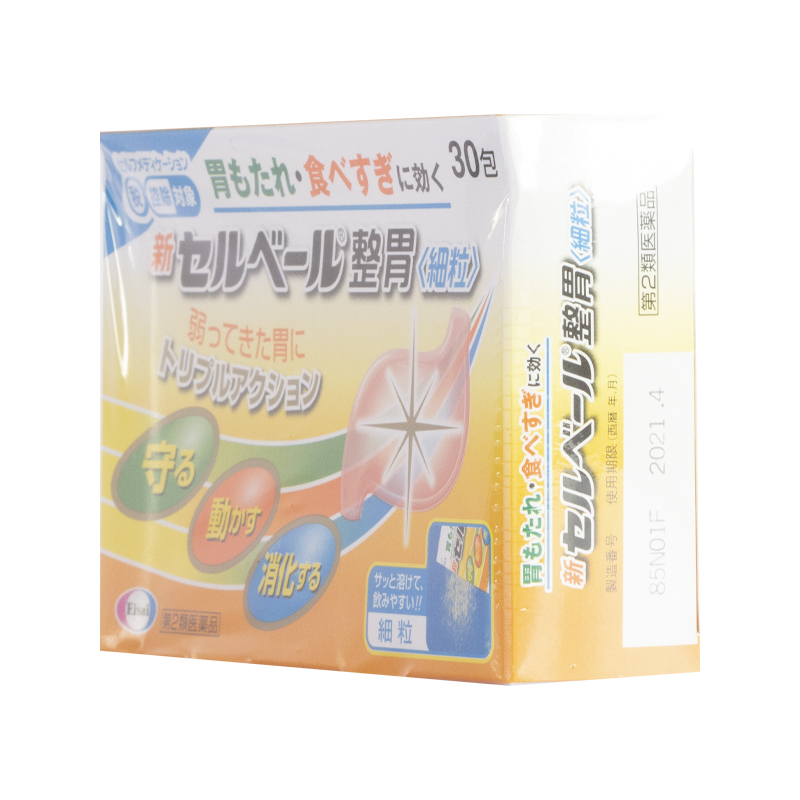 セルフメディケーション
税 控除 対象
胃もたれ・食べすぎに効く 30包
新セルベール®整胃〈細粒〉
弱ってきた胃に
トリプルアクション
守る
動かす
消化する
サッと溶けて、
飲みやすい!!
細粒
Eisai
第2類医薬品
胃もたれ・食べすぎに効く
新セルベール®整胃〈細粒〉
第2類医薬品
製造番号 使用期限(西暦 年.月)
85N01F 2021.4